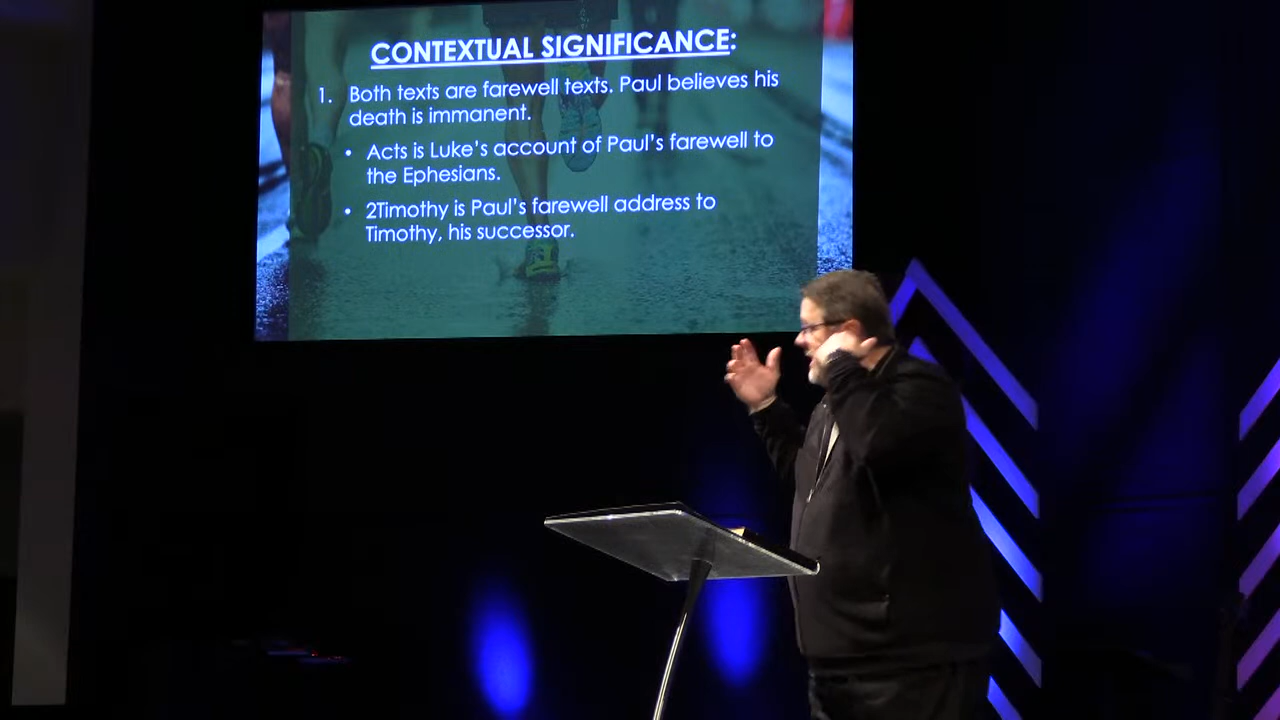 CONTEXTUAL SIGNIFICANCE:
1. Both texts are farewell texts. Paul believes his
death is immanent.
• Acts is Luke's account of Paul's farewell to
the Ephesians.
• 2Timothy is Paul's farewell address to
Timothy, his successor.